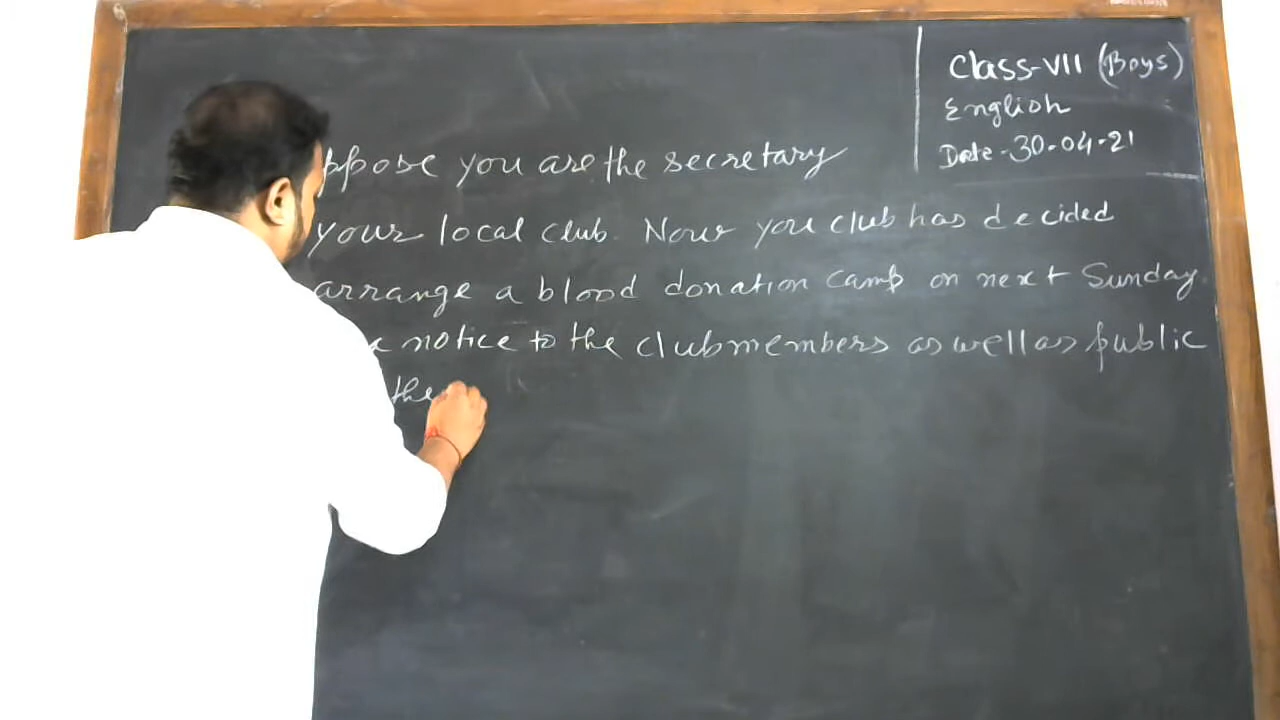 Class-VII (Boys)
English
Date-30-04-21
ppose you are the secretary
your local club. Now you club has decided
arrange a blood donation camp on next Sunday.
notice to the club members as well as public
the